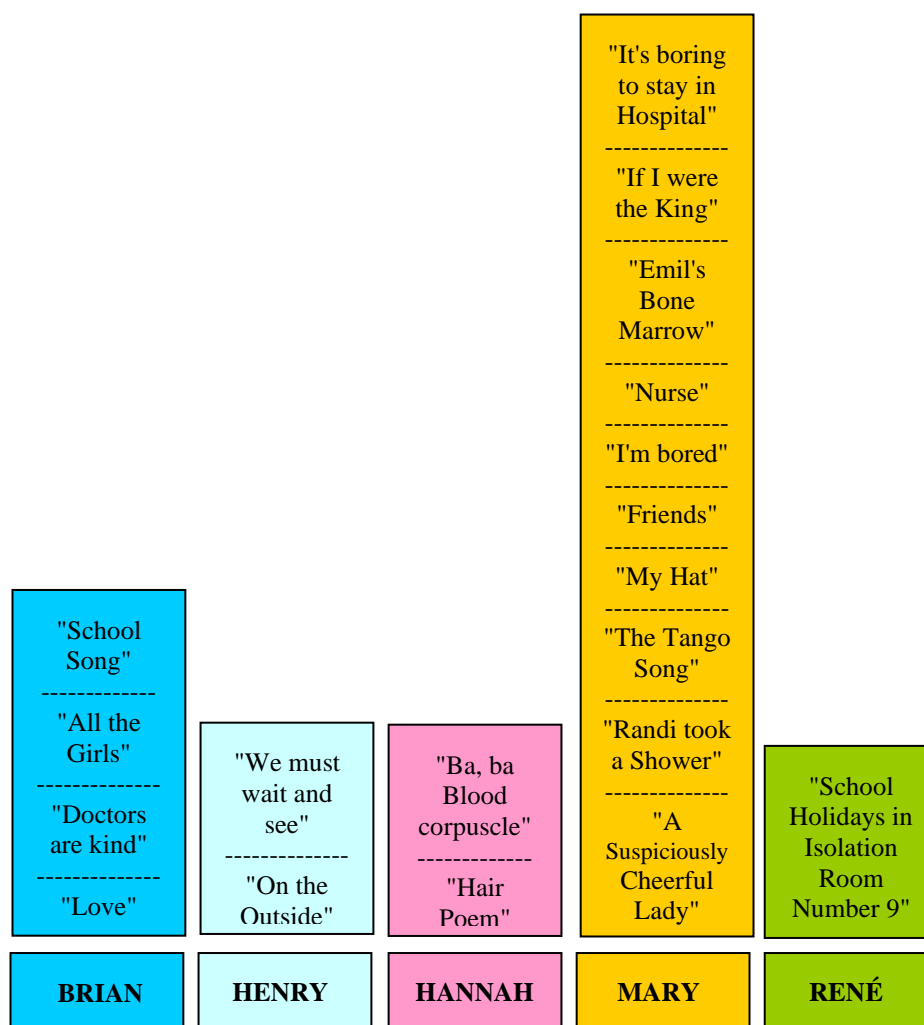 "School
Song"
-------------
"All the
Girls"
--------------
"Doctors
are kind"
--------------
"Love"
"We must
wait and
see"
--------------
"On the
Outside"
"Ba, ba
Blood
corpuscle"
-------------
"Hair
Poem"
"It's boring
to stay in
Hospital"
--------------
"If I were
the King"
--------------
"Emil's
Bone
Marrow"
--------------
"Nurse"
--------------
"I'm bored"
--------------
"Friends"
--------------
"My Hat"
--------------
"The Tango
Song"
--------------
"Randi took
a Shower"
--------------
"A
Suspiciously
Cheerful
Lady"
"School
Holidays in
Isolation
Room
Number 9"
BRIAN
HENRY
HANNAH
MARY
RENÉ